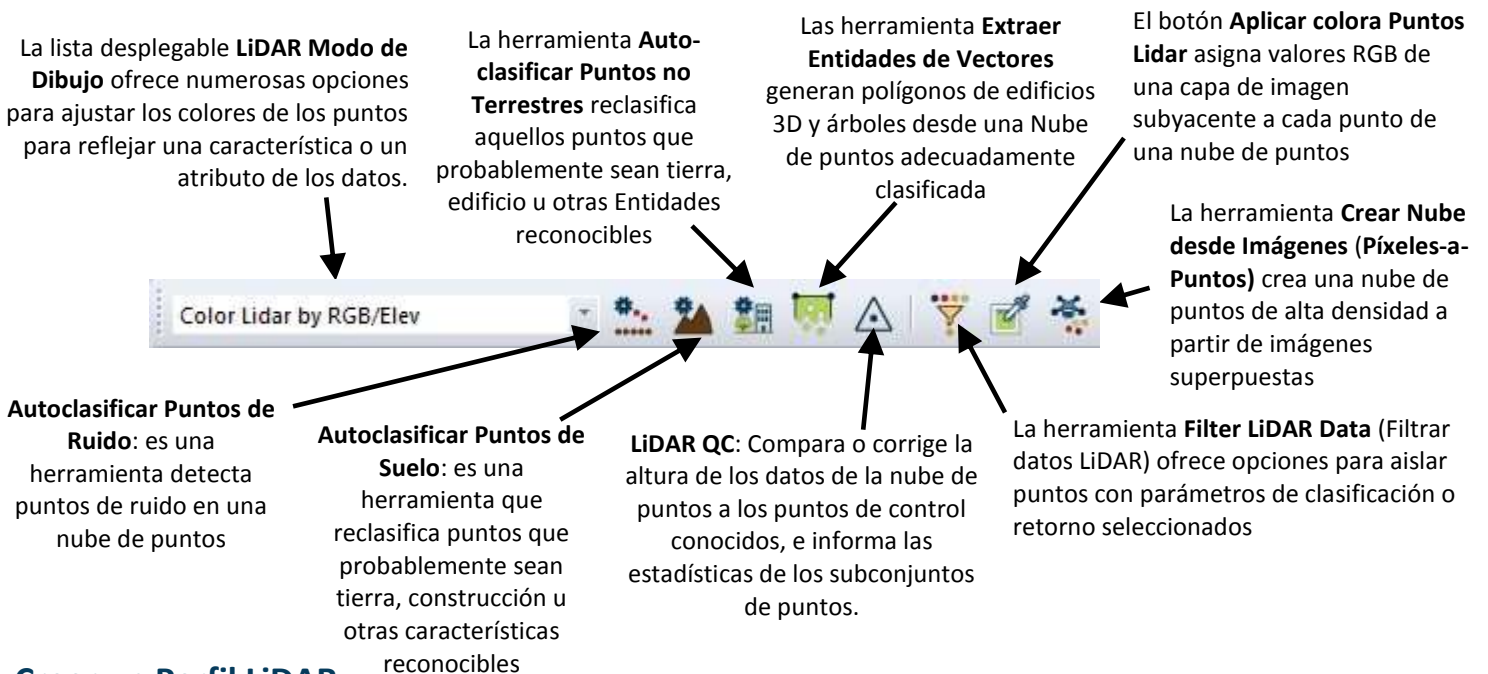 La lista desplegable LiDAR Modo de
Dibujo ofrece numerosas opciones
para ajustar los colores de los puntos
para reflejar una característica o un
atributo de los datos.
La herramienta Auto-
clasificar Puntos no
Terrestres reclasifica
aquellos puntos que
probablemente sean tierra,
edificio u otras Entidades
reconocibles
Las herramienta Extraer
Entidades de Vectores
generan polígonos de edificios
3D y árboles desde una Nube
de puntos adecuadamente
clasificada
El botón Aplicar colora Puntos
Lidar asigna valores RGB de
una capa de imagen
subyacente a cada punto de
una nube de puntos
La herramienta Crear Nube
desde Imágenes (Píxeles-a-
Puntos) crea una nube de
puntos de alta densidad a
partir de imágenes
superpuestas
Color Lidar by RGB/Elev
Autoclasificar Puntos de
Ruido: es una
herramienta detecta
puntos de ruido en una
nube de puntos
Autoclasificar Puntos de
Suelo: es una
herramienta que
reclasifica puntos que
probablemente sean
tierra, construcción u
otras características
reconocibles
LiDAR QC: Compara o corrige la
altura de los datos de la nube de
puntos a los puntos de control
conocidos, e informa las
estadísticas de los subconjuntos
de puntos.
La herramienta Filter LiDAR Data (Filtrar
datos LiDAR) ofrece opciones para aislar
puntos con parámetros de clasificación o
retorno seleccionados